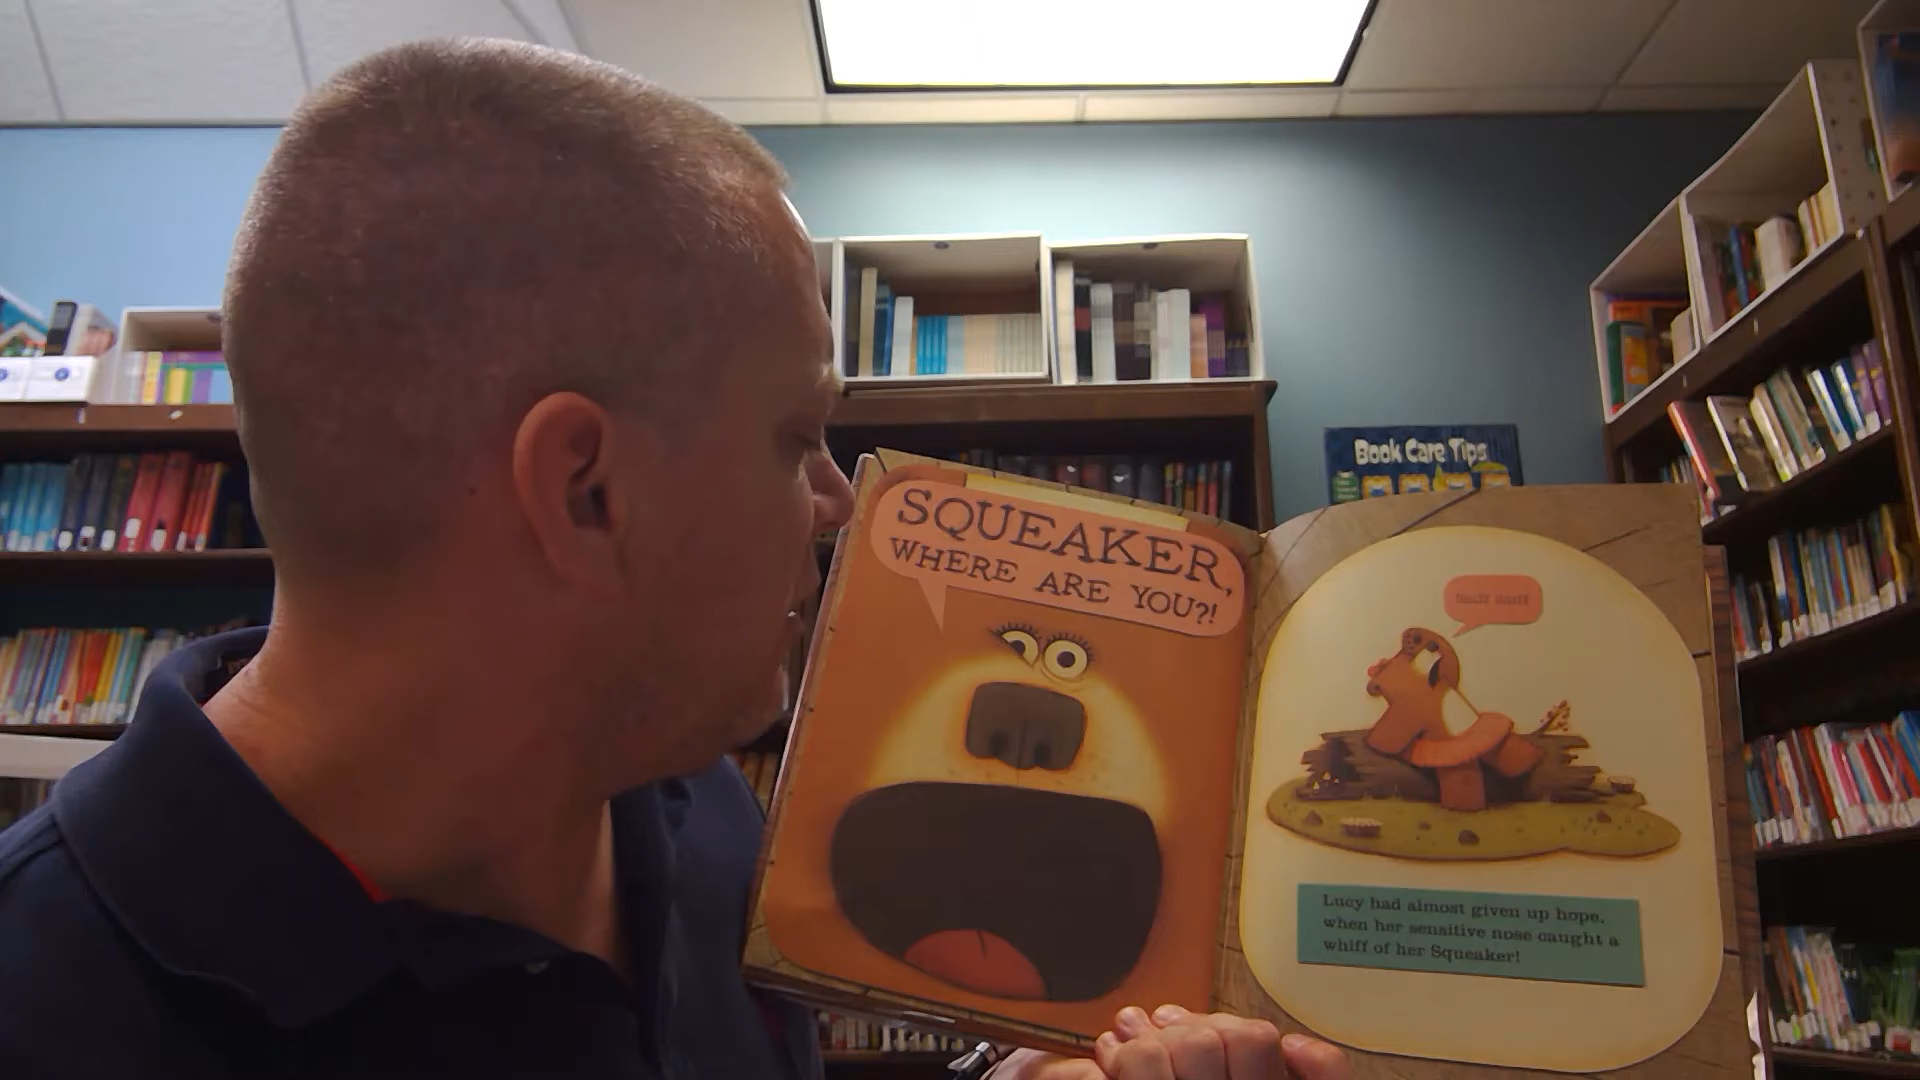 Book Care Tips
SQUEAKER,
WHERE ARE YOU?!
Lucy had almost given up hope,
when her sensitive nose caught a
whiff of her Squeaker!